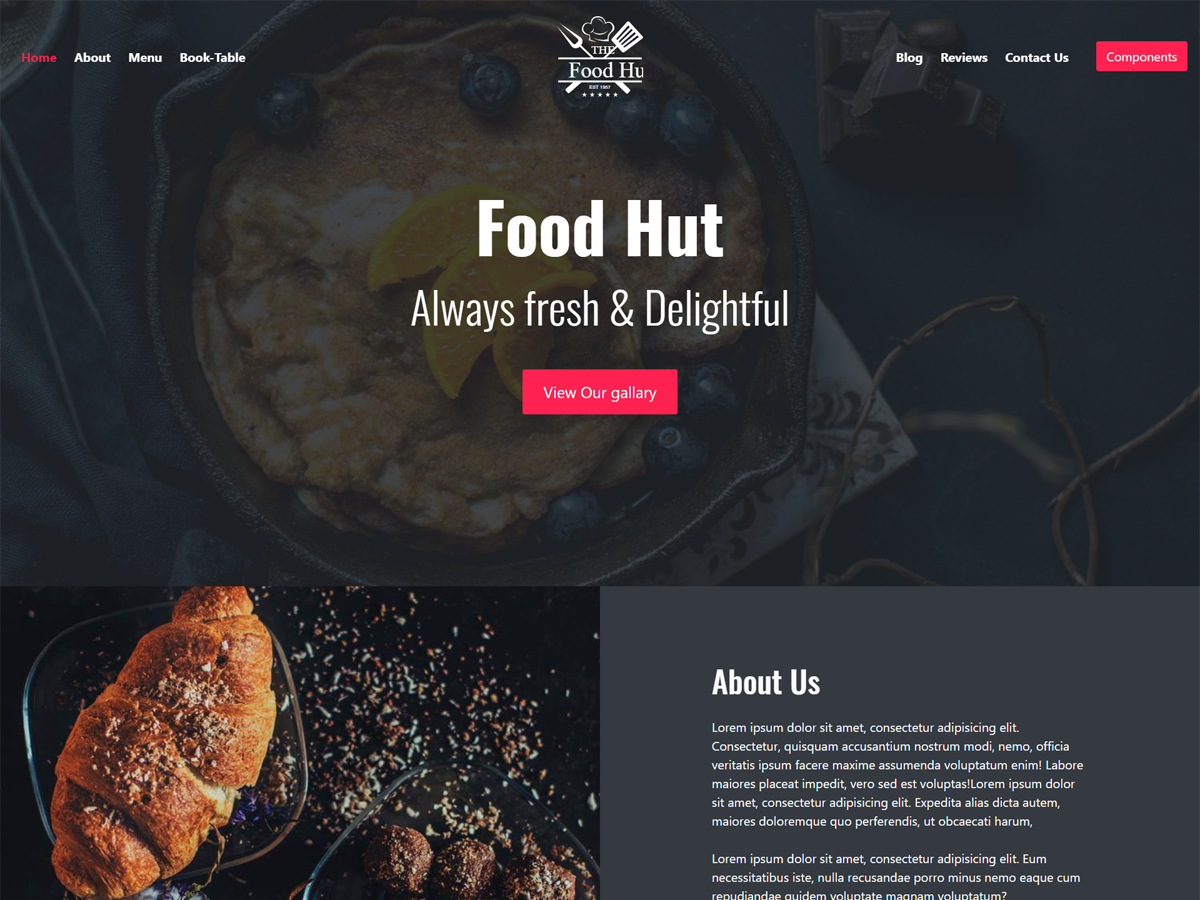 Home About Menu Book-Table
THE
Food Hu
EST 1987
Blog Reviews Contact Us Components
Food Hut
Always fresh & Delightful
View Our gallary
About Us
Lorem ipsum dolor sit amet, consectetur adipisicing elit.
Consectetur, quisquam accusantium nostrum modi, nemo, officia
veritatis ipsum facere maxime assumenda voluptatum enim! Labore
maiores placeat impedit, vero sed est voluptas!Lorem ipsum dolor
sit amet, consectetur adipisicing elit. Expedita alias dicta autem,
maiores doloremque quo perferendis, ut obcaecati harum,
Lorem ipsum dolor sit amet, consectetur adipisicing elit. Eum
necessitatibus iste, nulla recusandae porro minus nemo eaque cum
repudiandae quidem voluptate magnam voluptatum?